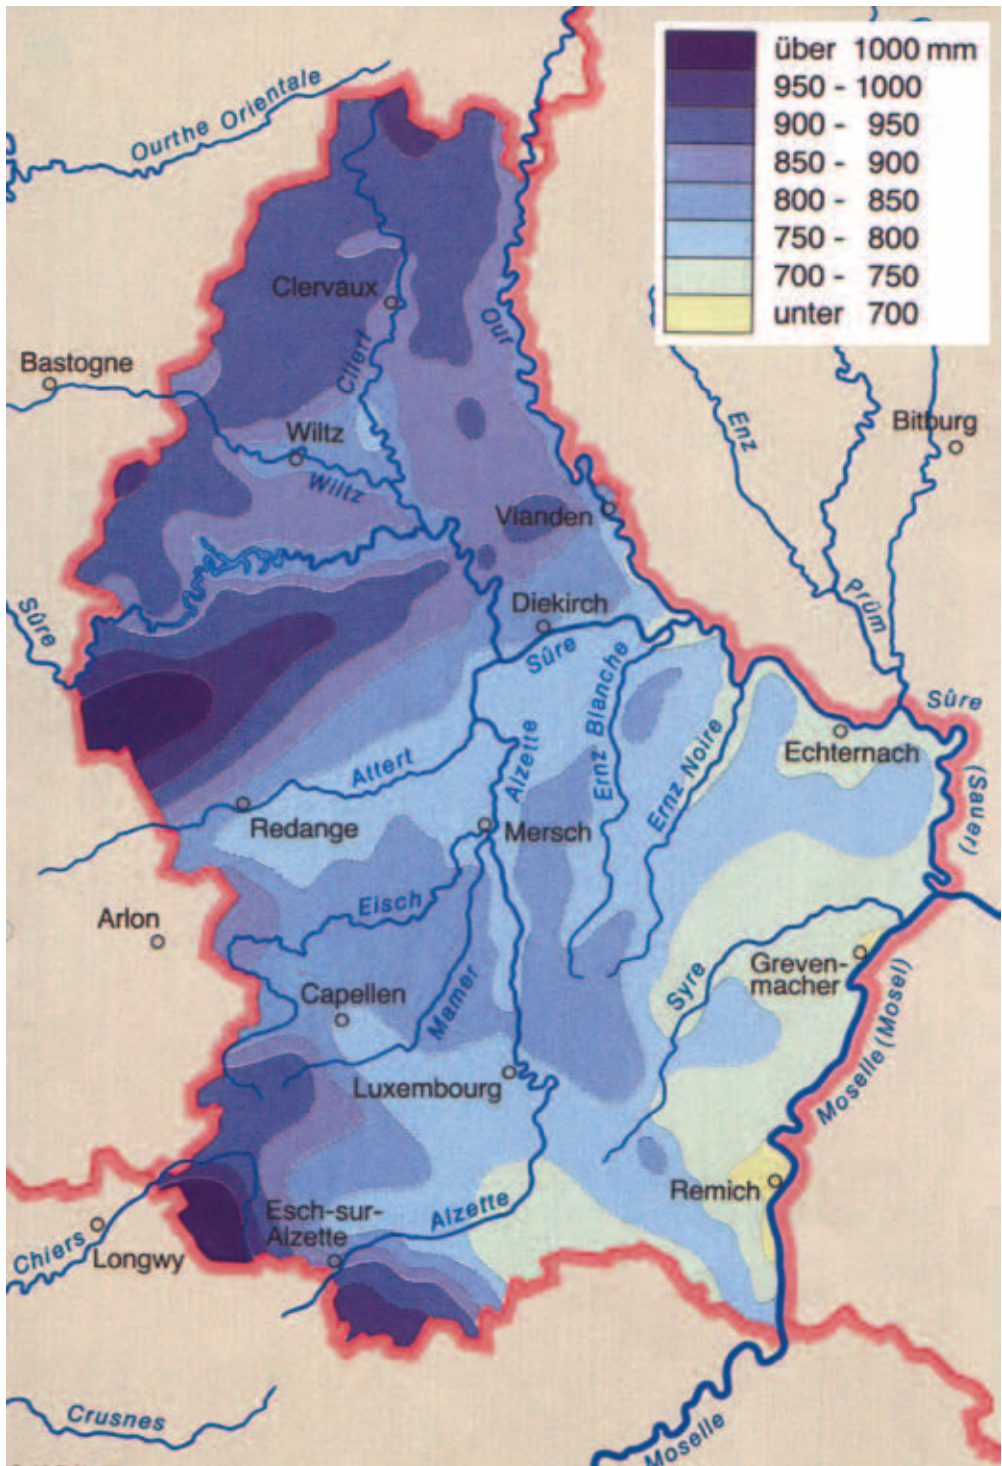 über 1000 mm
950 - 1000
900 - 950
850 - 900
800 - 850
750 - 800
700 - 750
unter 700
Ourthe Orientale
Clervaux
Our
Clierf
Bastogne
Enz
Bitburg
Wiltz
Wiltz
Vianden
Sûre
Diekirch
Prüm
Sûre
Ernz Blanche
Sûre
(Sauer)
Echternach
Alzette
Attert
Ernz Noire
Redange
Mersch
Eisch
Arlon
Greven-
macher
Syre
Capellen
Mamer
Moselle (Mosel)
Luxembourg
Remich
Esch-sur-
Alzette
Alzette
Chiers
Longwy
Crusnes
Moselle